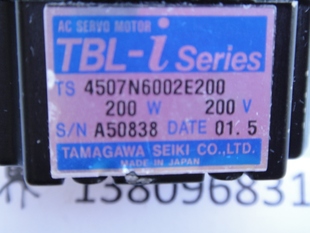 AC SERVO MOTOR
TBL-i Series
TS 4507N6002E200
200 W 200 V
S/N A50838 DATE 01. 5
TAMAGAWA SEIKI CO.,LTD.
MADE IN JAPAN
138096831